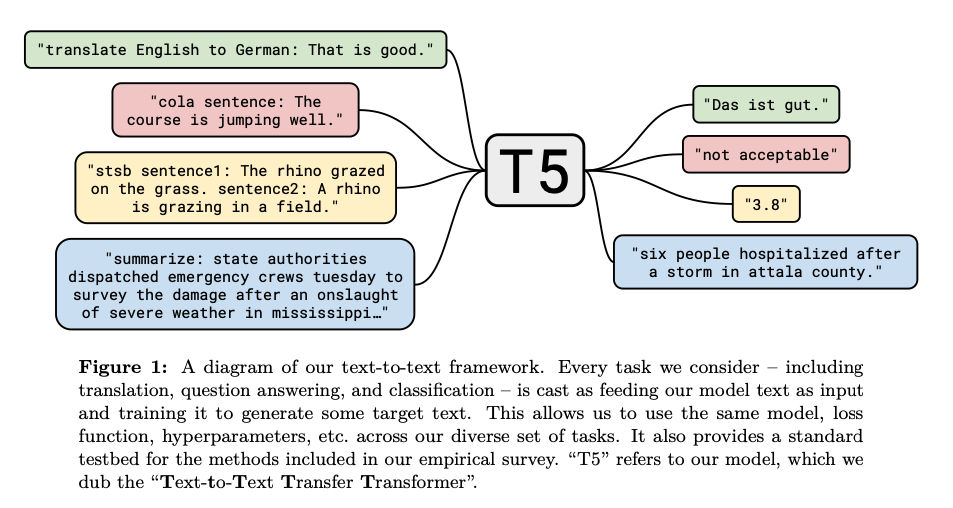 "translate English to German: That is good."
"cola sentence: The
course is jumping well."
"stsb sentence1: The rhino grazed
on the grass. sentence2: A rhino
is grazing in a field."
"summarize: state authorities
dispatched emergency crews tuesday to
survey the damage after an onslaught
of severe weather in mississippi…"
T5
"Das ist gut."
"not acceptable"
"3.8"
"six people hospitalized after
a storm in attala county."
Figure 1: A diagram of our text-to-text framework. Every task we consider – including
translation, question answering, and classification – is cast as feeding our model text as input
and training it to generate some target text. This allows us to use the same model, loss
function, hyperparameters, etc. across our diverse set of tasks. It also provides a standard
testbed for the methods included in our empirical survey. “T5” refers to our model, which we
dub the “Text-to-Text Transfer Transformer”.